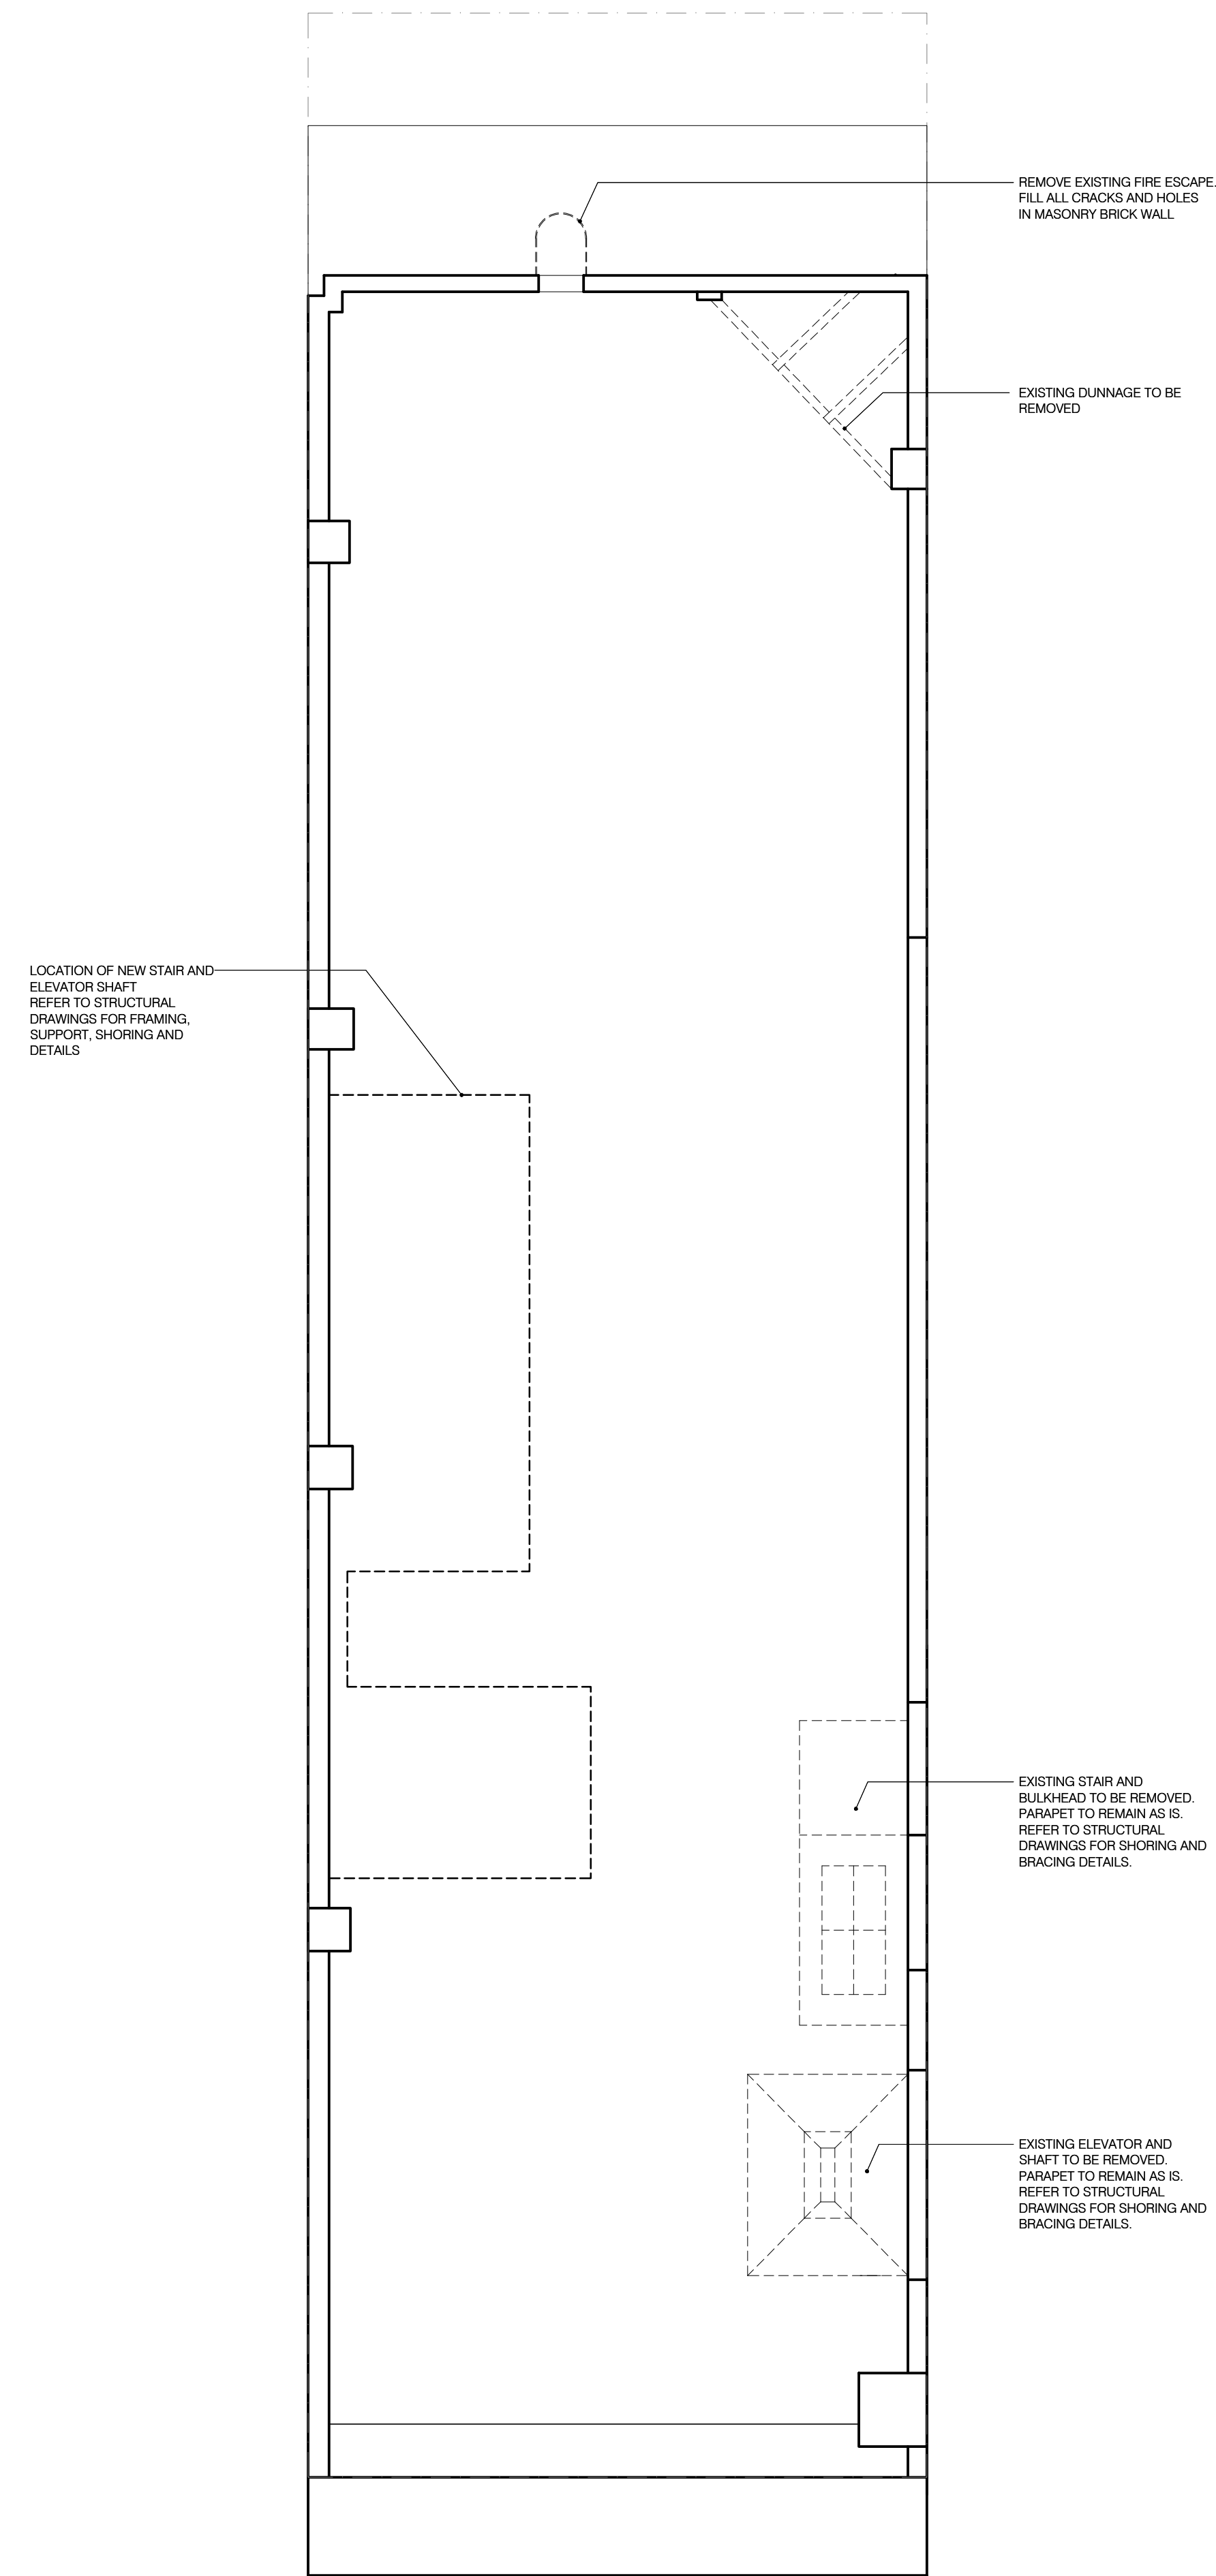 REMOVE EXISTING FIRE ESCAPE.
FILL ALL CRACKS AND HOLES
IN MASONRY BRICK WALL
EXISTING DUNNAGE TO BE
REMOVED
LOCATION OF NEW STAIR AND
ELEVATOR SHAFT
REFER TO STRUCTURAL
DRAWINGS FOR FRAMING,
SUPPORT, SHORING AND
DETAILS
EXISTING STAIR AND
BULKHEAD TO BE REMOVED.
PARAPET TO REMAIN AS IS.
REFER TO STRUCTURAL
DRAWINGS FOR SHORING AND
BRACING DETAILS.
EXISTING ELEVATOR AND
SHAFT TO BE REMOVED.
PARAPET TO REMAIN AS IS.
REFER TO STRUCTURAL
DRAWINGS FOR SHORING AND
BRACING DETAILS.